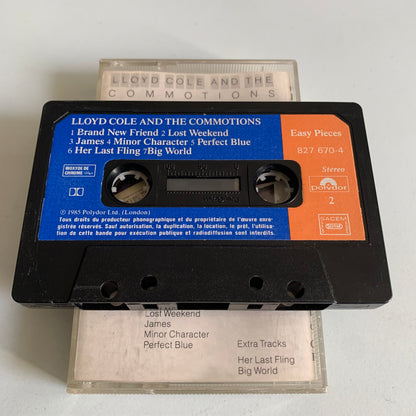 LLOYD COLE AND THE
COMMOTIONS
LLOYD COLE AND THE COMMOTIONS
1 Brand New Friend 2 Lost Weekend
3 James 4 Minor Character 5 Perfect Blue
6 Her Last Fling 7 Big World
Easy Pieces
827 670-4
BIOXYDE DE
CHROME
Stereo
Polydor
2
SACEM
℗ 1985 Polydor Ltd. (London)
Tous droits du producteur phonographique et du propriétaire de l'œuvre enre-
gistrée réservés. Sauf autorisation, la duplication, la location, le prêt, l'utilisa-
tion de cette bande pour exécution publique et radiodiffusion sont interdits.
Lost Weekend
James
Minor Character
Perfect Blue
Extra Tracks
Her Last Fling
Big World